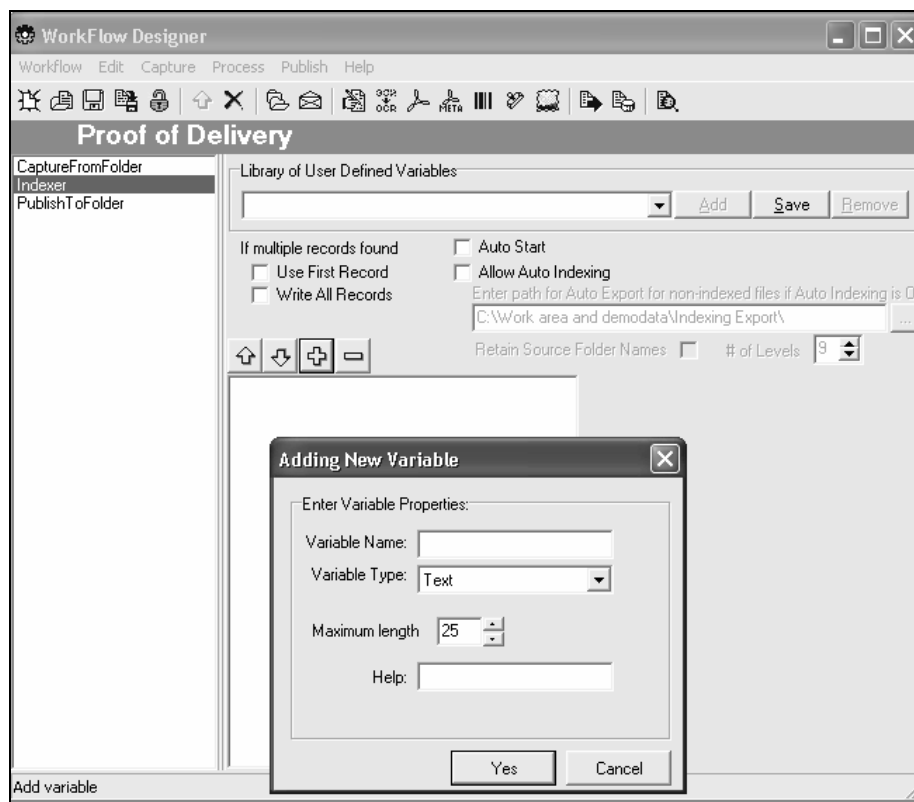 WorkFlow Designer
Workflow Edit Capture Process Publish Help
OCR META
Proof of Delivery
CaptureFromFolder
Indexer
PublishToFolder
Library of User Defined Variables
Add Save Remove
If multiple records found
Use First Record
Write All Records
Auto Start
Allow Auto Indexing
Enter path for Auto Export for non-indexed files if Auto Indexing is O
C:\Work area and demodata\Indexing Export\
...
Retain Source Folder Names # of Levels 9
Adding New Variable
Enter Variable Properties:
Variable Name:
Variable Type: Text
Maximum length 25
Help:
Yes Cancel
Add variable